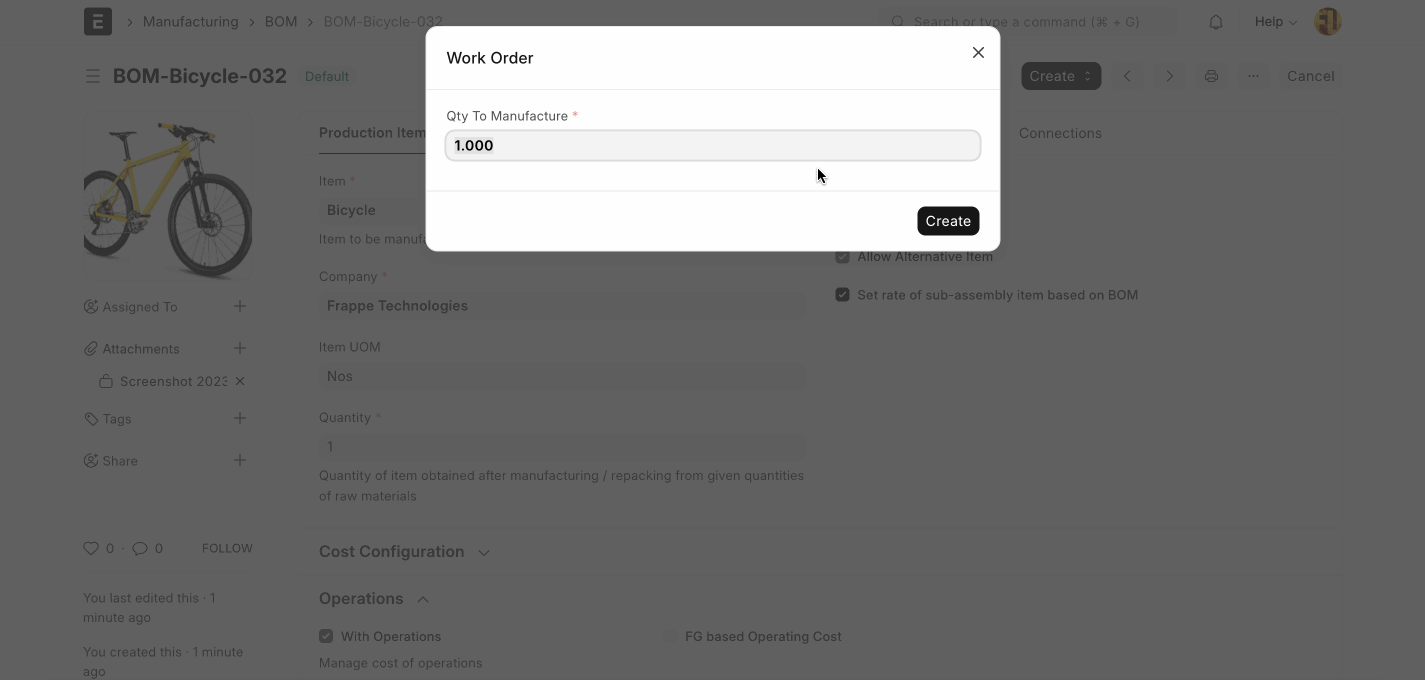 E
Manufacturing
BOM
BOM-Bicycle-032
Search or type a command (⌘ + G)
Help
BOM-Bicycle-032
Default
Create
Cancel
Work Order
Qty To Manufacture *
1.000
Create
Production Item
Connections
Item *
Bicycle
Item to be manufa
Company *
Frappe Technologies
Item UOM
Nos
Quantity *
1
Quantity of item obtained after manufacturing / repacking from given quantities
of raw materials
Allow Alternative Item
Set rate of sub-assembly item based on BOM
Assigned To
Attachments
Screenshot 2023
Tags
Share
0 · 0 FOLLOW
You last edited this · 1
minute ago
You created this · 1 minute
ago
Cost Configuration
Operations
With Operations
FG based Operating Cost
Manage cost of operations